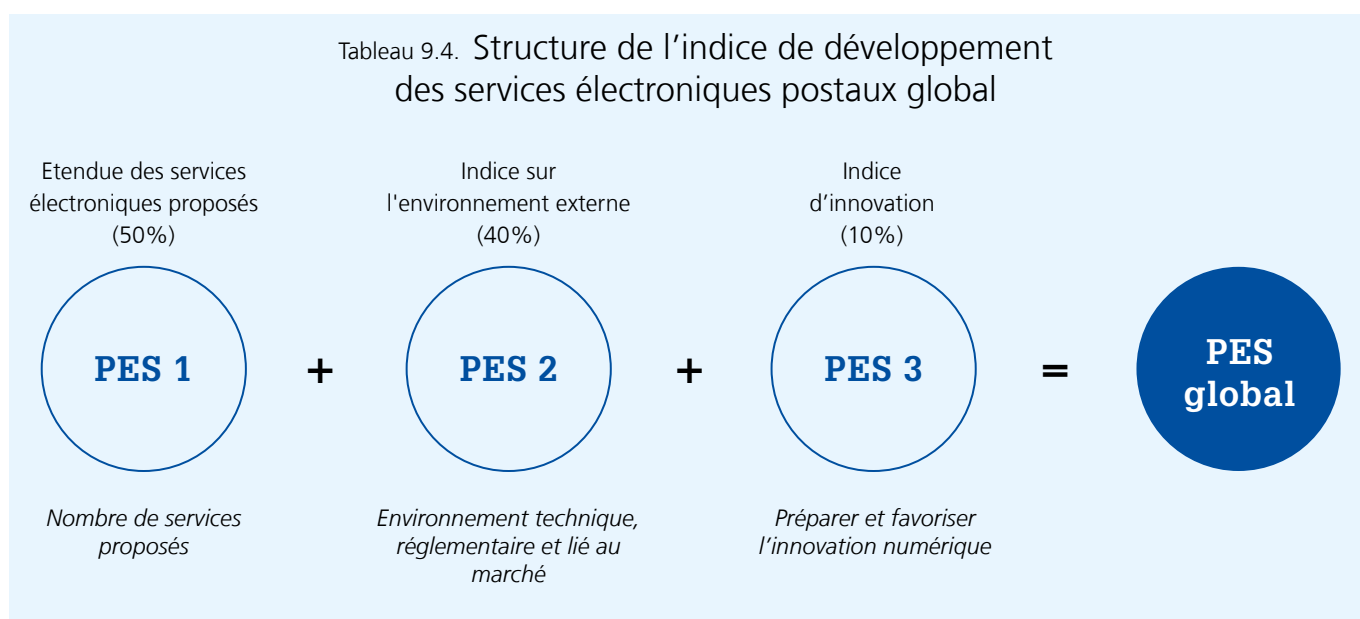 Tableau 9.4. Structure de l’indice de développement
des services électroniques postaux global
Etendue des services
électroniques proposés
(50%)
Indice sur
l'environnement externe
(40%)
Indice
d’innovation
(10%)
PES 1
+
PES 2
+
PES 3
=
PES
global
Nombre de services
proposés
Environnement technique,
réglementaire et lié au
marché
Préparer et favoriser
l’innovation numérique